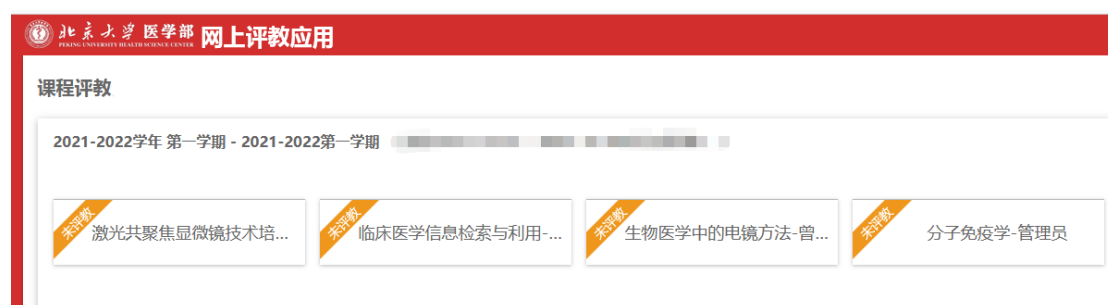 北京大学医学部 网上评教应用
PEKING UNIVERSITY HEALTH SCIENCE CENTER
课程评教
2021-2022学年 第一学期 - 2021-2022第一学期
未评教
激光共聚焦显微镜技术培...
未评教
临床医学信息检索与利用-...
未评教
生物医学中的电镜方法-曾...
未评教
分子免疫学-管理员